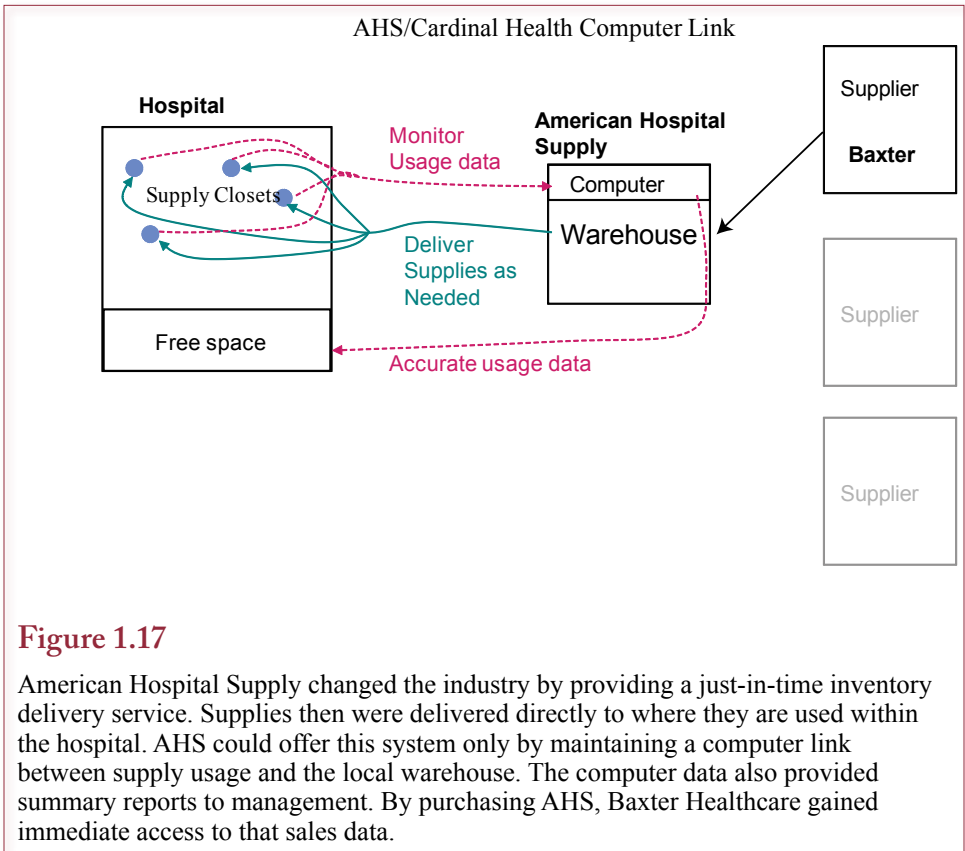 AHS/Cardinal Health Computer Link
Hospital
Supply Closets
Free space
Monitor
Usage data
Deliver
Supplies as
Needed
Accurate usage data
American Hospital
Supply
Computer
Warehouse
Supplier
Baxter
Supplier
Supplier
Figure 1.17
American Hospital Supply changed the industry by providing a just-in-time inventory
delivery service. Supplies then were delivered directly to where they are used within
the hospital. AHS could offer this system only by maintaining a computer link
between supply usage and the local warehouse. The computer data also provided
summary reports to management. By purchasing AHS, Baxter Healthcare gained
immediate access to that sales data.